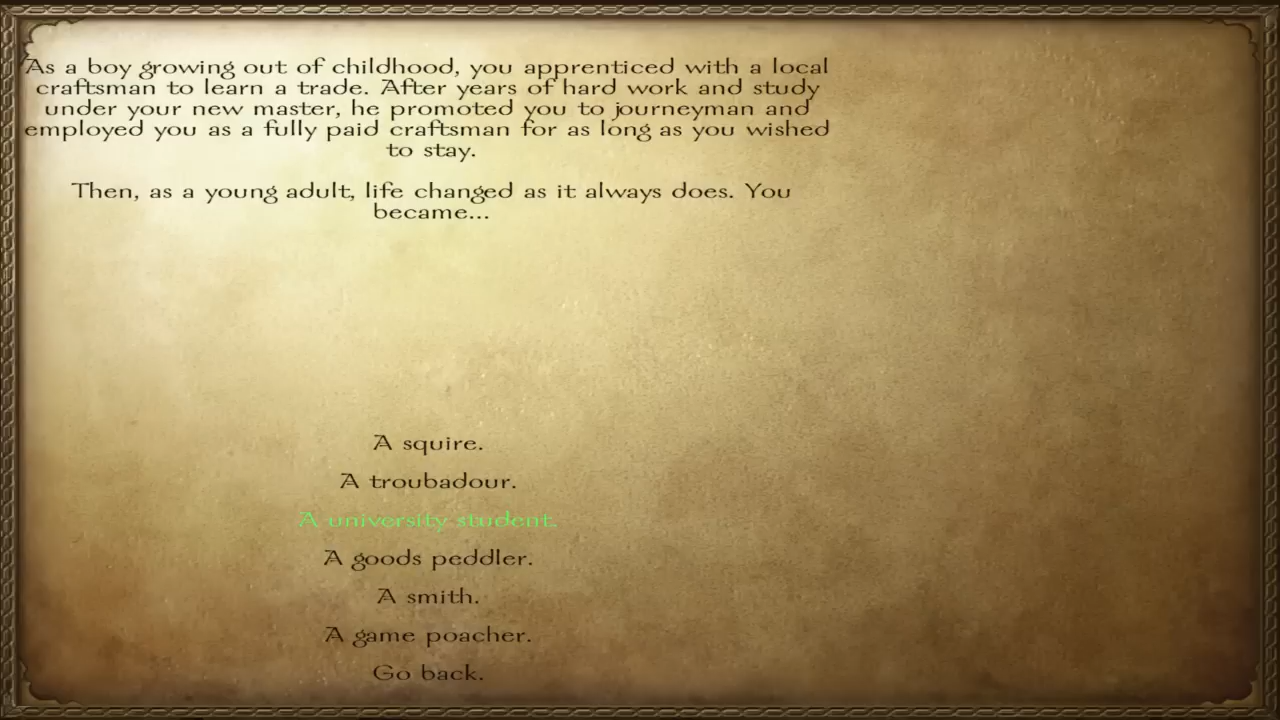 As a boy growing out of childhood, you apprenticed with a local
craftsman to learn a trade. After years of hard work and study
under your new master, he promoted you to journeyman and
employed you as a fully paid craftsman for as long as you wished
to stay.
Then, as a young adult, life changed as it always does. You
became...
A squire.
A troubadour.
A university student.
A goods peddler.
A smith.
A game poacher.
Go back.